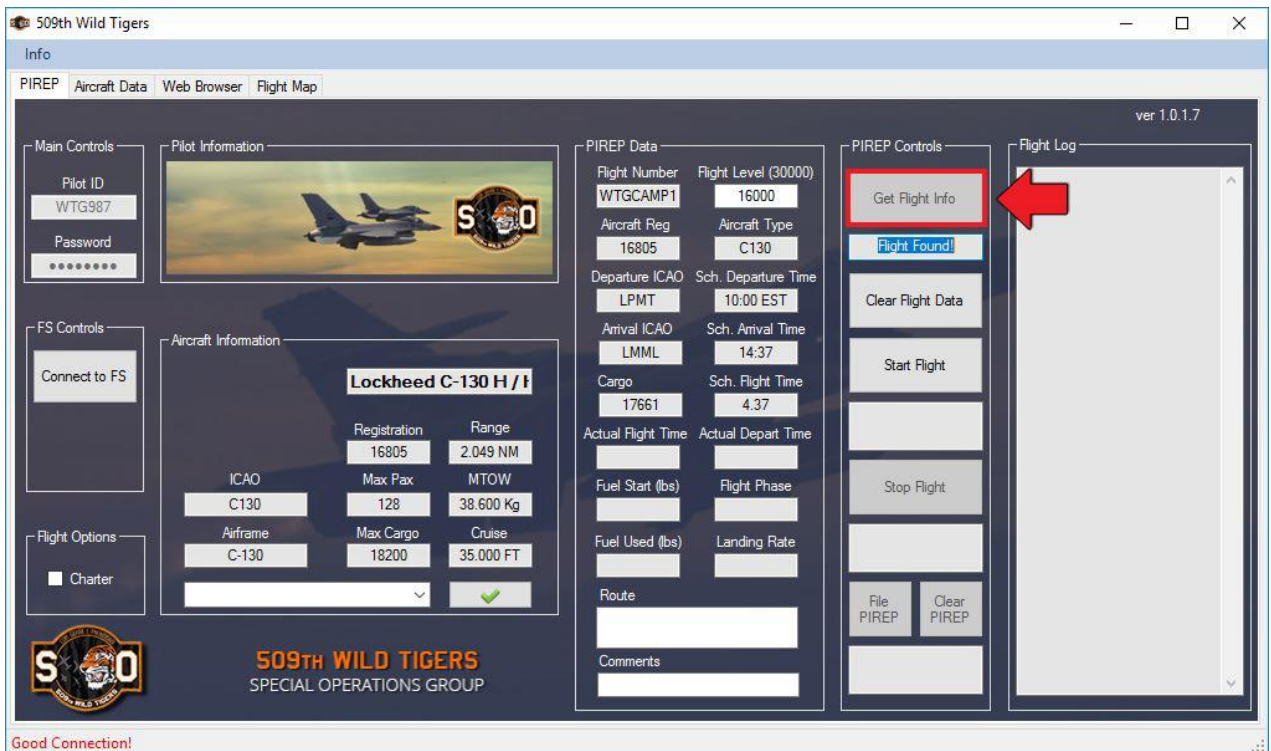 509th Wild Tigers
Info
PIREP Aircraft Data Web Browser Flight Map
ver 1.0.1.7
Main Controls
Pilot ID
WTG987
Password
●●●●●●●●
FS Controls
Connect to FS
Flight Options
Charter
Pilot Information
S O
Aircraft Information
Lockheed C-130 H / H
Registration Range
16805 2.049 NM
ICAO Max Pax MTOW
C130 128 38.600 Kg
Airframe Max Cargo Cruise
C-130 18200 35.000 FT
S O
509TH WILD TIGERS
SPECIAL OPERATIONS GROUP
PIREP Data
Flight Number Flight Level (30000)
WTGCAMP1 16000
Aircraft Reg Aircraft Type
16805 C130
Departure ICAO Sch. Departure Time
LPMT 10:00 EST
Arrival ICAO Sch. Arrival Time
LMML 14:37
Cargo Sch. Flight Time
17661 4.37
Actual Flight Time Actual Depart Time
Fuel Start (lbs) Flight Phase
Fuel Used (lbs) Landing Rate
Route
Comments
PIREP Controls
Get Flight Info
Flight Found!
Clear Flight Data
Start Flight
Stop Flight
File PIREP
Clear PIREP
Flight Log
Good Connection!